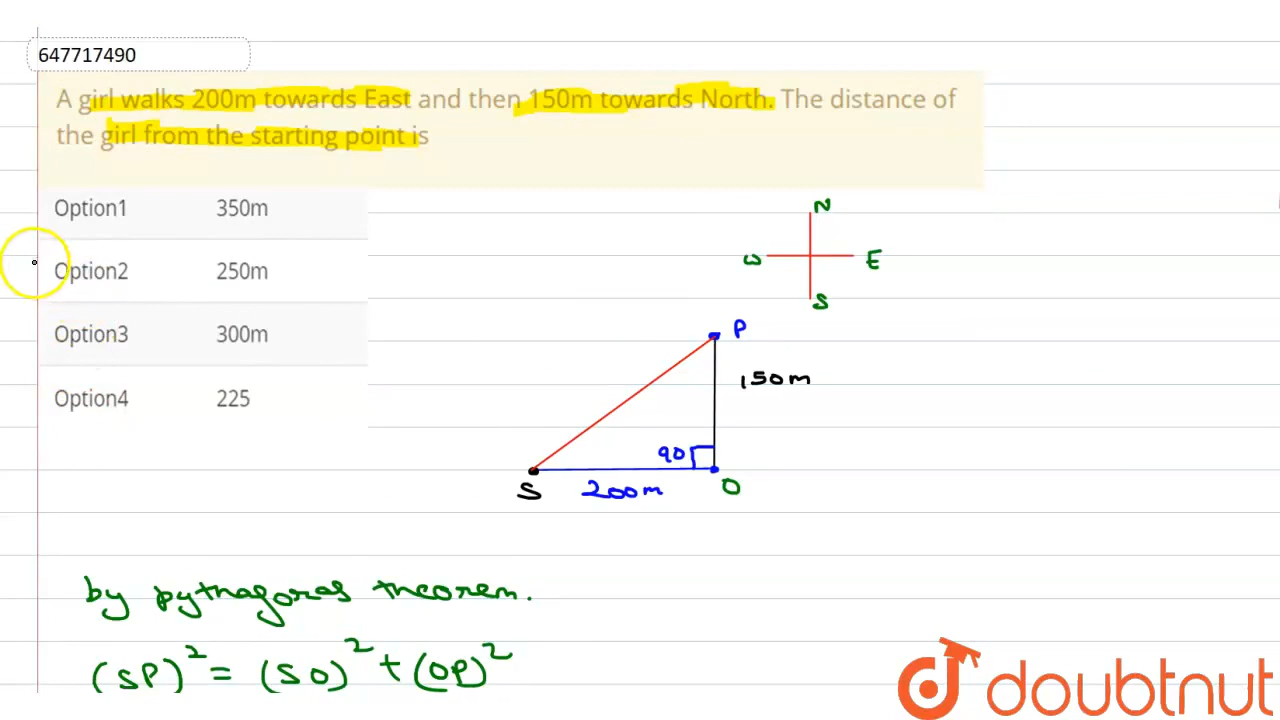 647717490
A girl walks 200m towards East and then 150m towards North. The distance of
the girl from the starting point is
Option1 350m
Option2 250m
Option3 300m
Option4 225
N
W E
S
P
150m
90
S 200m O
by pythagoras theorem.
(SP)² = (SO)² + (OP)²
doubtnut